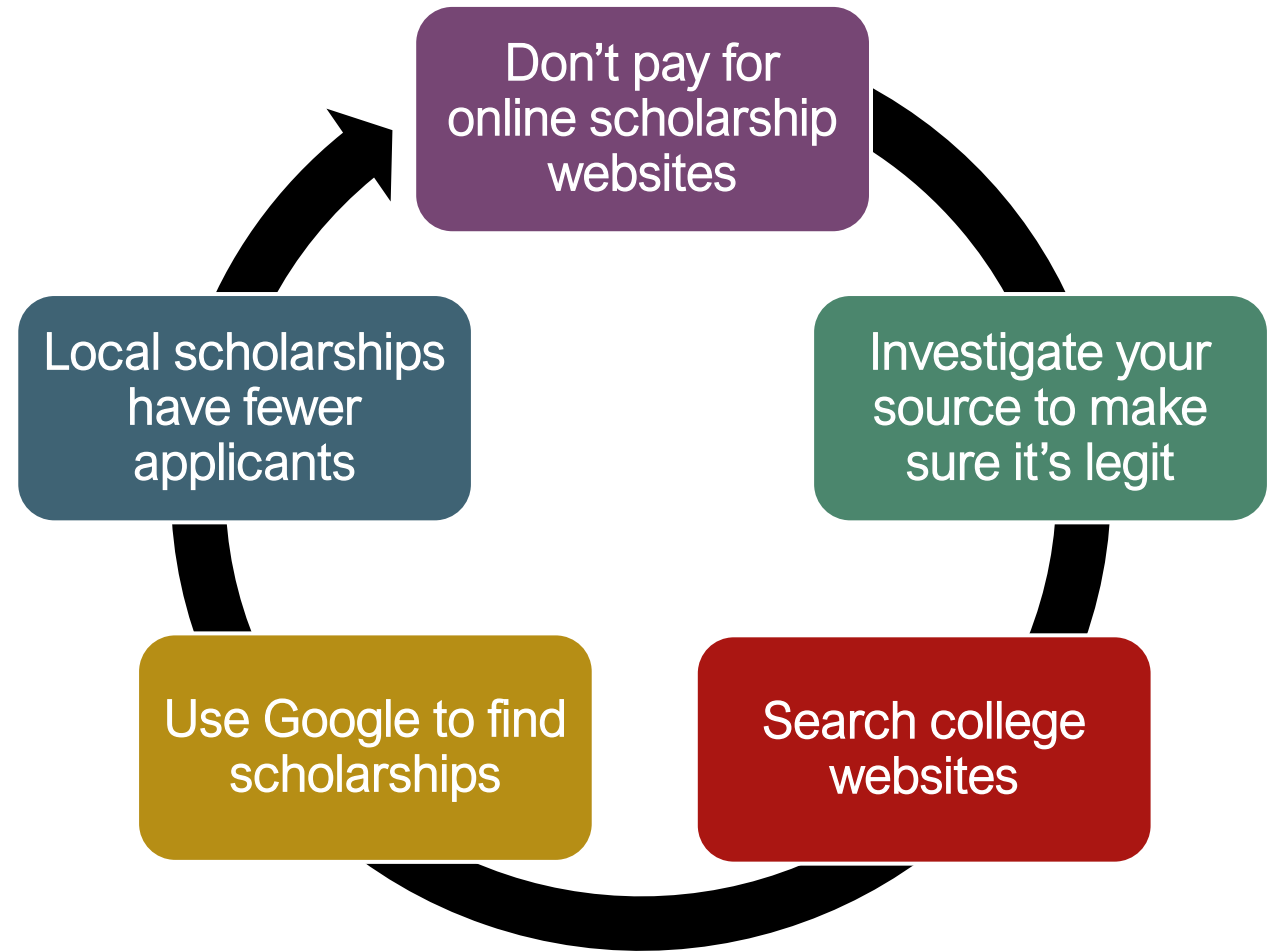 Don’t pay for
online scholarship
websites
Investigate your
source to make
sure it’s legit
Search college
websites
Use Google to find
scholarships
Local scholarships
have fewer
applicants